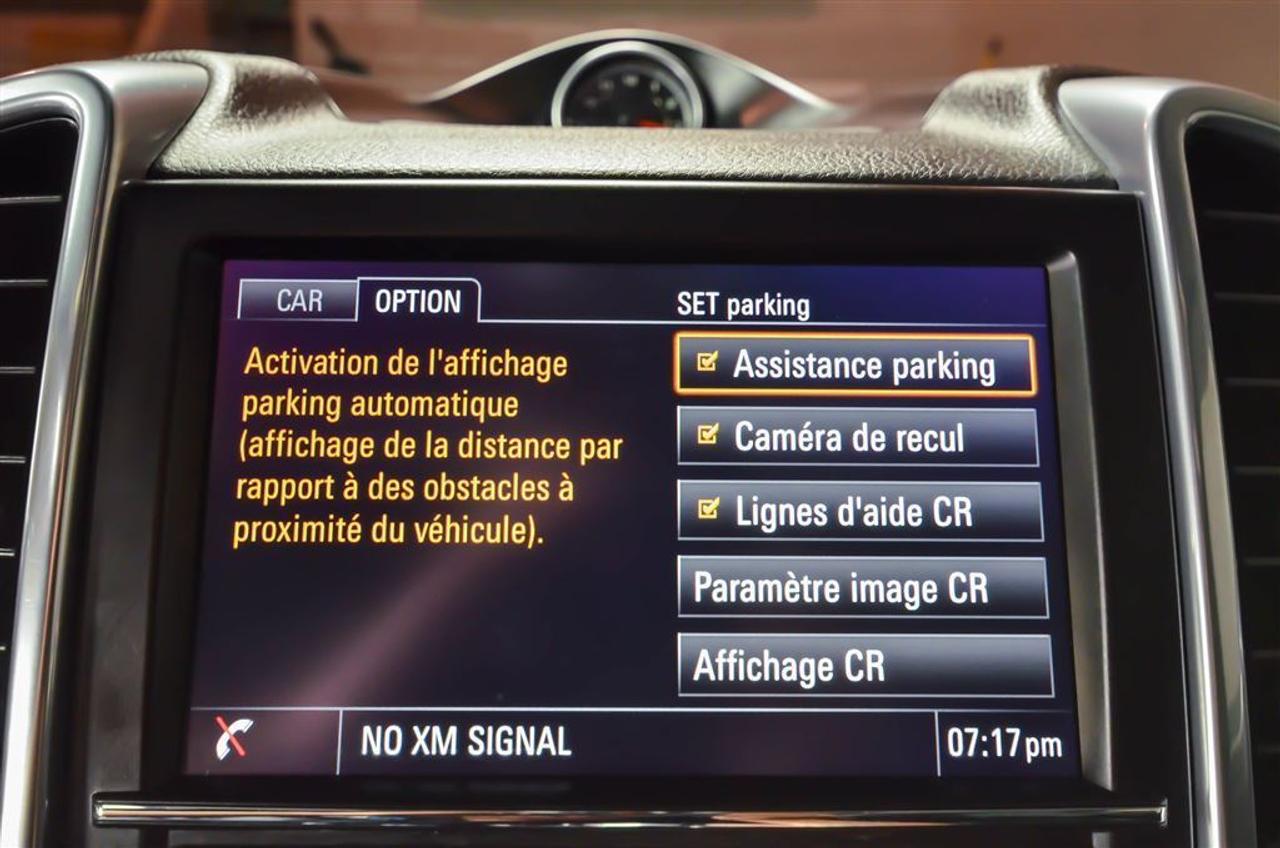 CAR
OPTION
SET parking
Activation de l'affichage
parking automatique
(affichage de la distance par
rapport à des obstacles à
proximité du véhicule).
Assistance parking
Caméra de recul
Lignes d'aide CR
Paramètre image CR
Affichage CR
NO XM SIGNAL
07:17pm